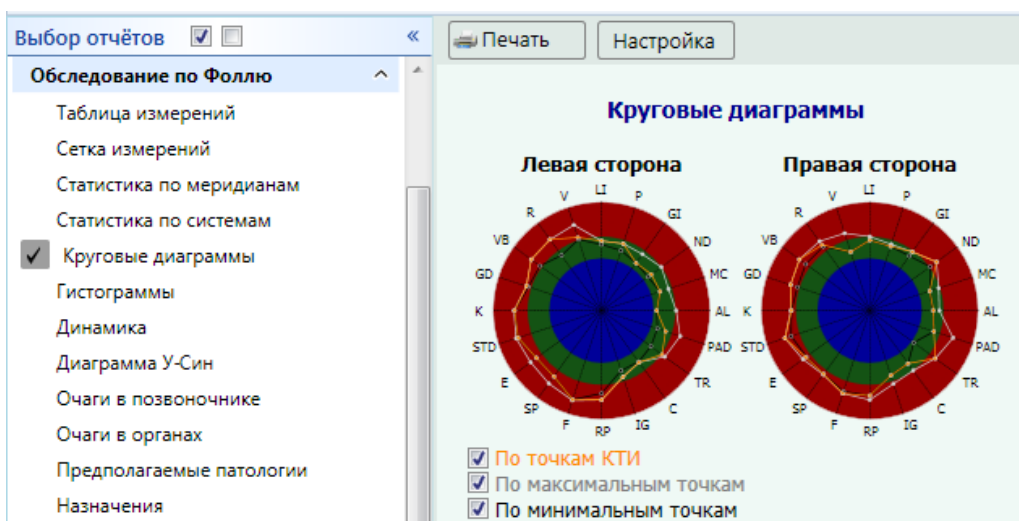 Выбор отчётов
Обследование по Фоллю
Таблица измерений
Сетка измерений
Статистика по меридианам
Статистика по системам
Круговые диаграммы
Гистограммы
Динамика
Диаграмма У-Син
Очаги в позвоночнике
Очаги в органах
Предполагаемые патологии
Назначения
Печать
Настройка
Круговые диаграммы
Левая сторона
LI
P
GI
ND
MC
AL
PAD
TR
C
IG
RP
F
SP
E
STD
K
GD
VB
R
V
Правая сторона
LI
P
GI
ND
MC
AL
PAD
TR
C
IG
RP
F
SP
E
STD
K
GD
VB
R
V
По точкам КТИ
По максимальным точкам
По минимальным точкам